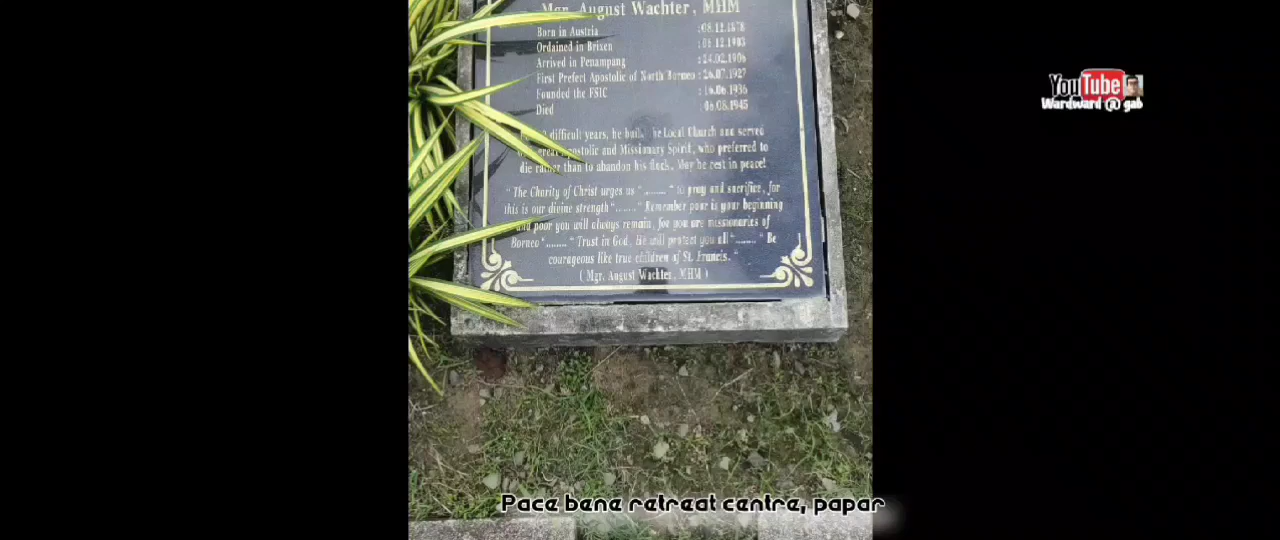 Mgr. August Wachter, MHM
Born in Austria : 08.12.1878
Ordained in Brixen : 05.12.1903
Arrived in Penampang : 24.02.1906
First Prefect Apostolic of North Borneo : 26.07.1927
Founded the FSIC : 16.06.1936
Died 06.08.1945
difficult years, he built the Local Church and served
great Apostolic and Missionary Spirit, who preferred to
die rather than to abandon his flock. May he rest in peace!
" The Charity of Christ urges us "........ " to pray and sacrifice, for
this is our divine strength "...... " Remember poor is your beginning
and poor you will always remain, for you are missionaries of
Borneo "........ " Trust in God, He will protect you all "........ " Be
courageous like true children of St. Francis. "
( Mgr. August Wachter, MHM )
YouTube
Wardward @ gab
Pace bene retreat centre, papar